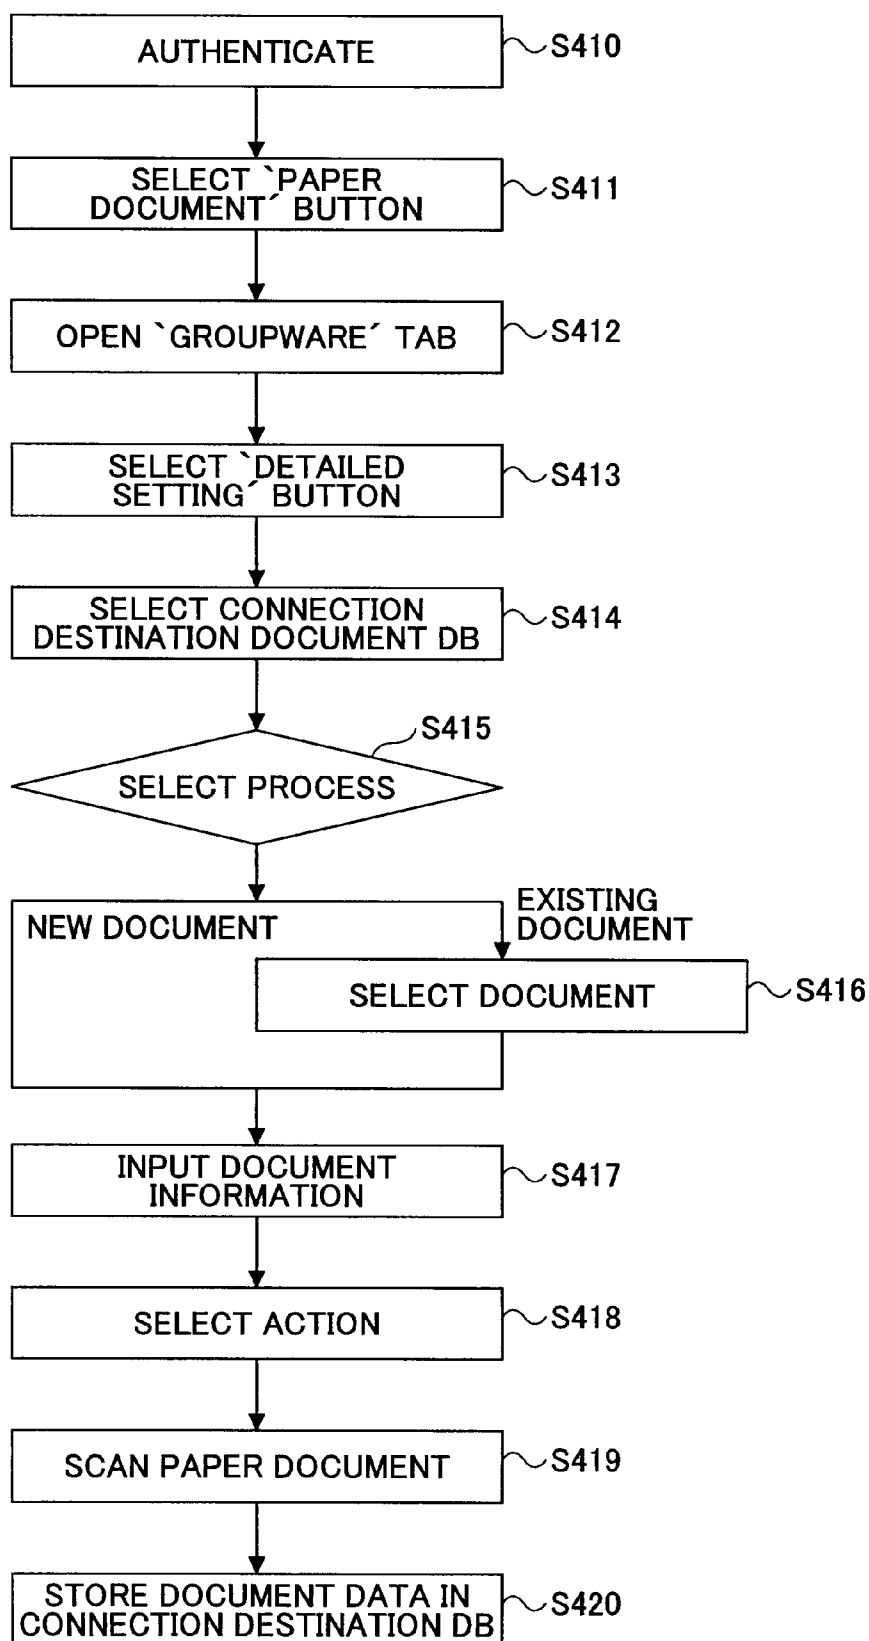 AUTHENTICATE
S410
SELECT `PAPER
DOCUMENT´ BUTTON
S411
OPEN `GROUPWARE´ TAB
S412
SELECT `DETAILED
SETTING´ BUTTON
S413
SELECT CONNECTION
DESTINATION DOCUMENT DB
S414
S415
SELECT PROCESS
NEW DOCUMENT
EXISTING
DOCUMENT
SELECT DOCUMENT
S416
INPUT DOCUMENT
INFORMATION
S417
SELECT ACTION
S418
SCAN PAPER DOCUMENT
S419
STORE DOCUMENT DATA IN
CONNECTION DESTINATION DB
S420